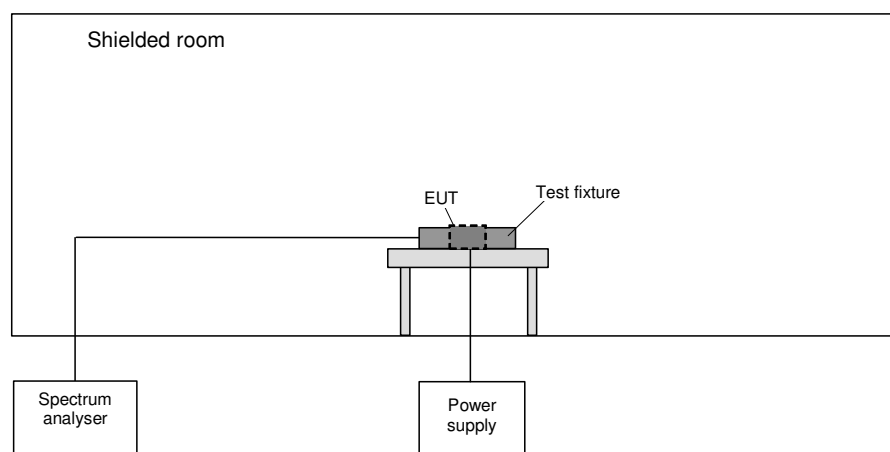 Shielded room
EUT
Test fixture
Spectrum
analyser
Power
supply